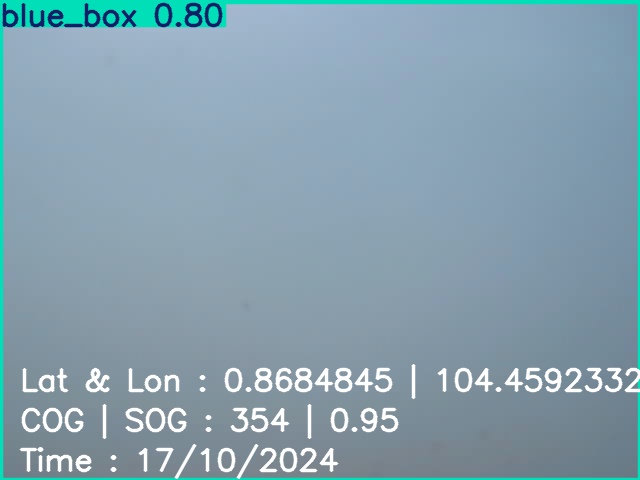 blue_box 0.80
Lat & Lon : 0.8684845 | 104.4592332
COG | SOG : 354 | 0.95
Time : 17/10/2024